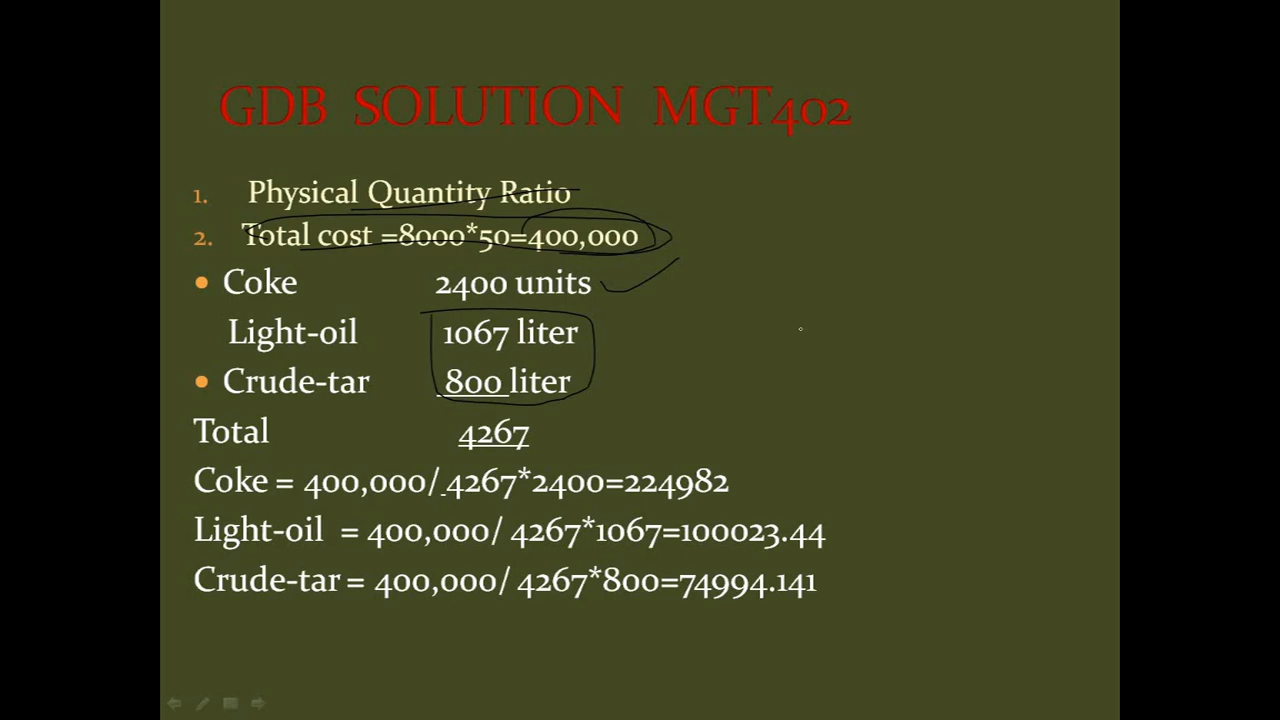 GDB SOLUTION MGT402
1. Physical Quantity Ratio
2. Total cost =8000*50=400,000
• Coke 2400 units
Light-oil 1067 liter
• Crude-tar 800 liter
Total 4267
Coke = 400,000/ 4267*2400=224982
Light-oil = 400,000/ 4267*1067=100023.44
Crude-tar = 400,000/ 4267*800=74994.141